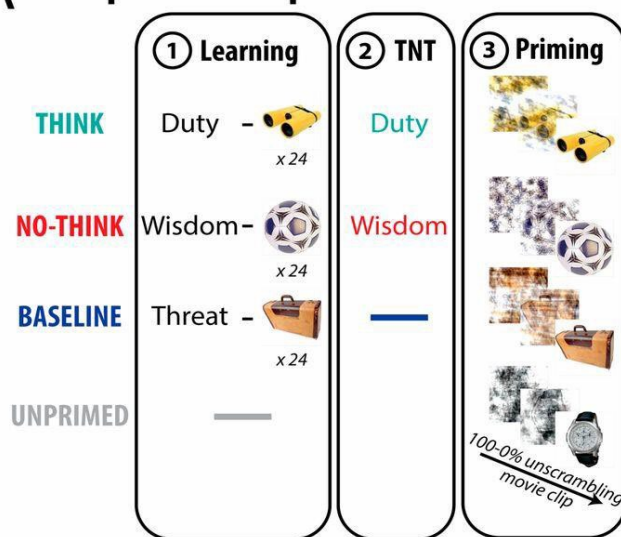 1 Learning
2 TNT
3 Priming
THINK
Duty -
x 24
Duty
NO-THINK
Wisdom -
x 24
Wisdom
BASELINE
Threat -
x 24
UNPRIMED
100-0% unscrambling
movie clip